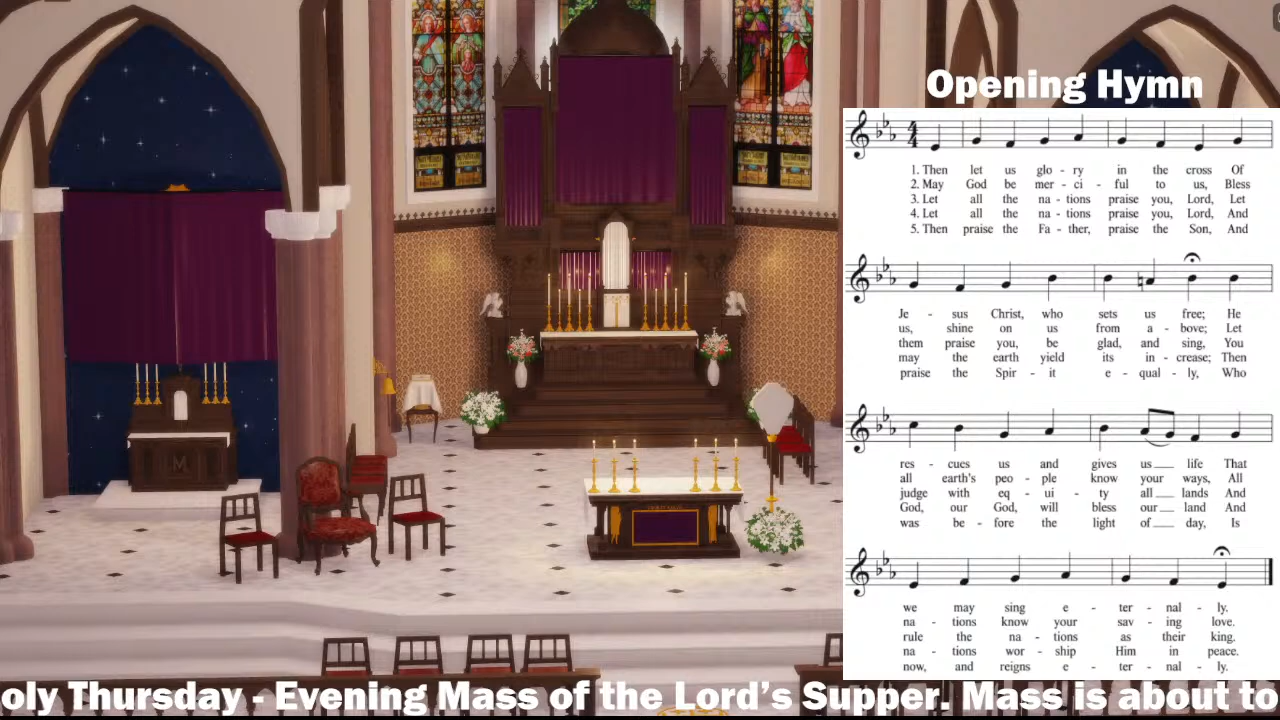 Opening Hymn
1. Then let us glo - ry in the cross Of
2. May God be mer - ci - ful to us, Bless
3. Let all the na - tions praise you, Lord, Let
4. Let all the na - tions praise you, Lord, And
5. Then praise the Fa - ther, praise the Son, And
Je - sus Christ, who sets us free; He
us, shine on us from a - bove; Let
them praise you, be glad, and sing, You
may the earth yield its in - crease; Then
praise the Spir - it e - qual - ly, Who
res - cues us and gives us life That
all earth's peo - ple know your ways, All
judge with eq - ui - ty all lands And
God, our God, will bless our land And
was be - fore the light of day, Is
we may sing e - ter - nal - ly.
na - tions know your sav - ing love.
rule the na - tions as their king.
na - tions wor - ship Him in peace.
now, and reigns e - ter - nal - ly.
M
oly Thursday - Evening Mass of the Lord’s Supper. Mass is about to